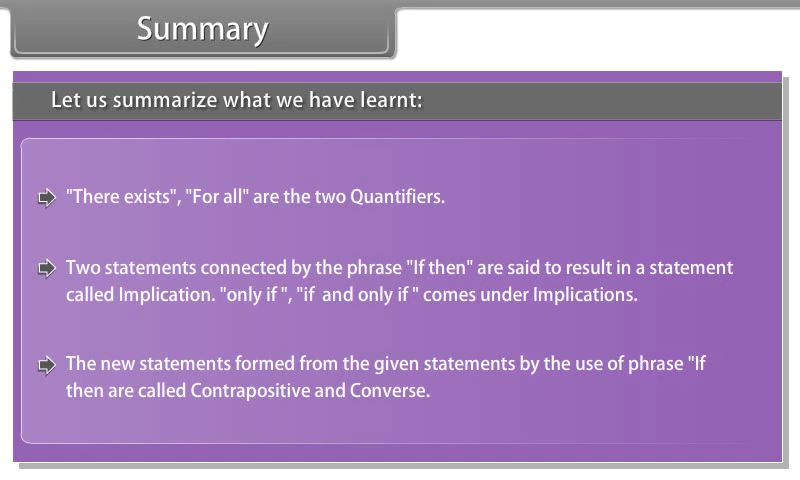 Summary
Let us summarize what we have learnt:
"There exists", "For all" are the two Quantifiers.
Two statements connected by the phrase "If then" are said to result in a statement
called Implication. "only if ", "if  and only if " comes under Implications.
The new statements formed from the given statements by the use of phrase "If
then are called Contrapositive and Converse.